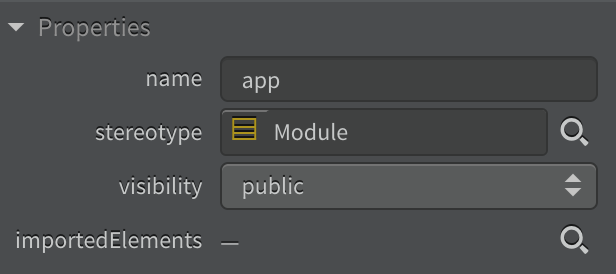 Properties
name app
stereotype Module
visibility public
importedElements —